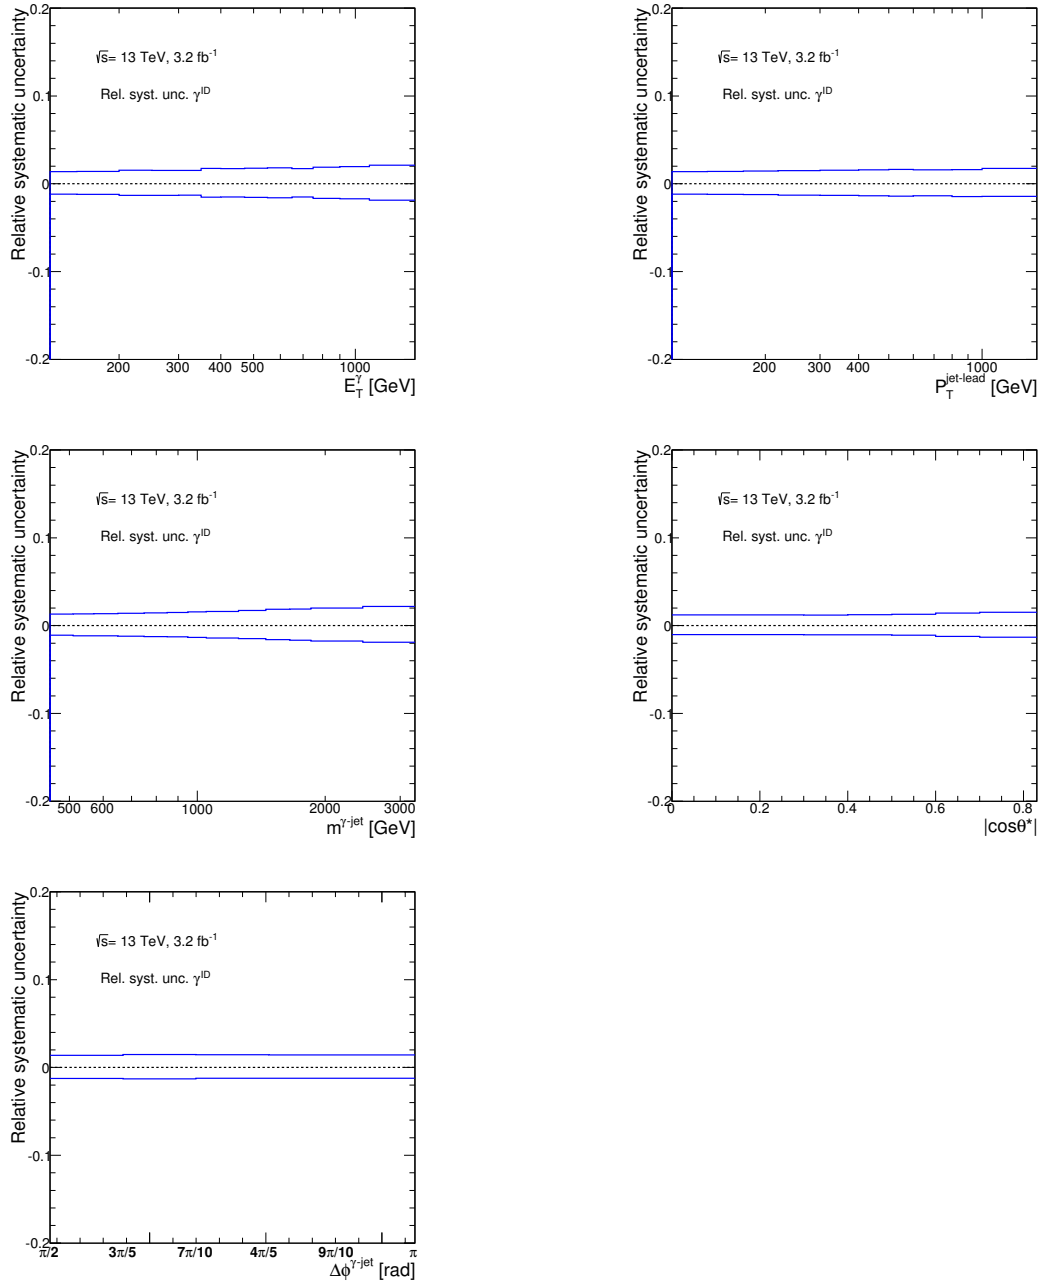 0.2
√s= 13 TeV, 3.2 fb⁻¹
0.1
Rel. syst. unc. γᴵᴰ
0
-0.1
-0.2
Relative systematic uncertainty
200 300 400 500 1000
E_T^γ [GeV]
0.2
√s= 13 TeV, 3.2 fb⁻¹
0.1
Rel. syst. unc. γᴵᴰ
0
-0.1
-0.2
Relative systematic uncertainty
200 300 400 1000
P_T^jet-lead [GeV]
0.2
√s= 13 TeV, 3.2 fb⁻¹
0.1
Rel. syst. unc. γᴵᴰ
0
-0.1
-0.2
Relative systematic uncertainty
500 600 1000 2000 3000
m^γ-jet [GeV]
0.2
√s= 13 TeV, 3.2 fb⁻¹
0.1
Rel. syst. unc. γᴵᴰ
0
-0.1
-0.2
Relative systematic uncertainty
0 0.2 0.4 0.6 0.8
|cosθ*|
0.2
√s= 13 TeV, 3.2 fb⁻¹
0.1
Rel. syst. unc. γᴵᴰ
0
-0.1
-0.2
Relative systematic uncertainty
π/2 3π/5 7π/10 4π/5 9π/10 π
Δϕ^γ-jet [rad]